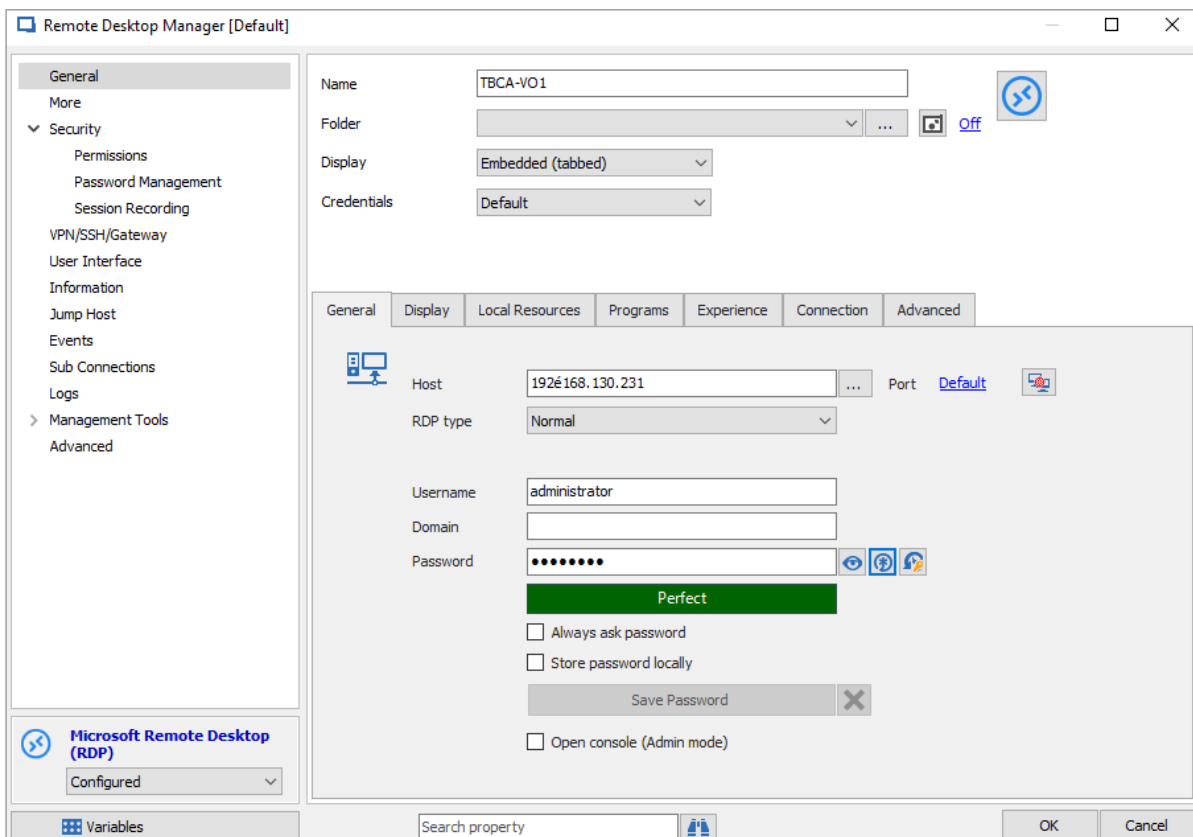 Remote Desktop Manager [Default]
General
More
Security
Permissions
Password Management
Session Recording
VPN/SSH/Gateway
User Interface
Information
Jump Host
Events
Sub Connections
Logs
Management Tools
Advanced
Microsoft Remote Desktop
(RDP)
Configured
Variables
Name TBCA-VO1
Folder ... Off
Display Embedded (tabbed)
Credentials Default
General Display Local Resources Programs Experience Connection Advanced
Host 192é168.130.231 ... Port Default
RDP type Normal
Username administrator
Domain
Password ••••••••
Perfect
Always ask password
Store password locally
Save Password
Open console (Admin mode)
Search property
OK Cancel